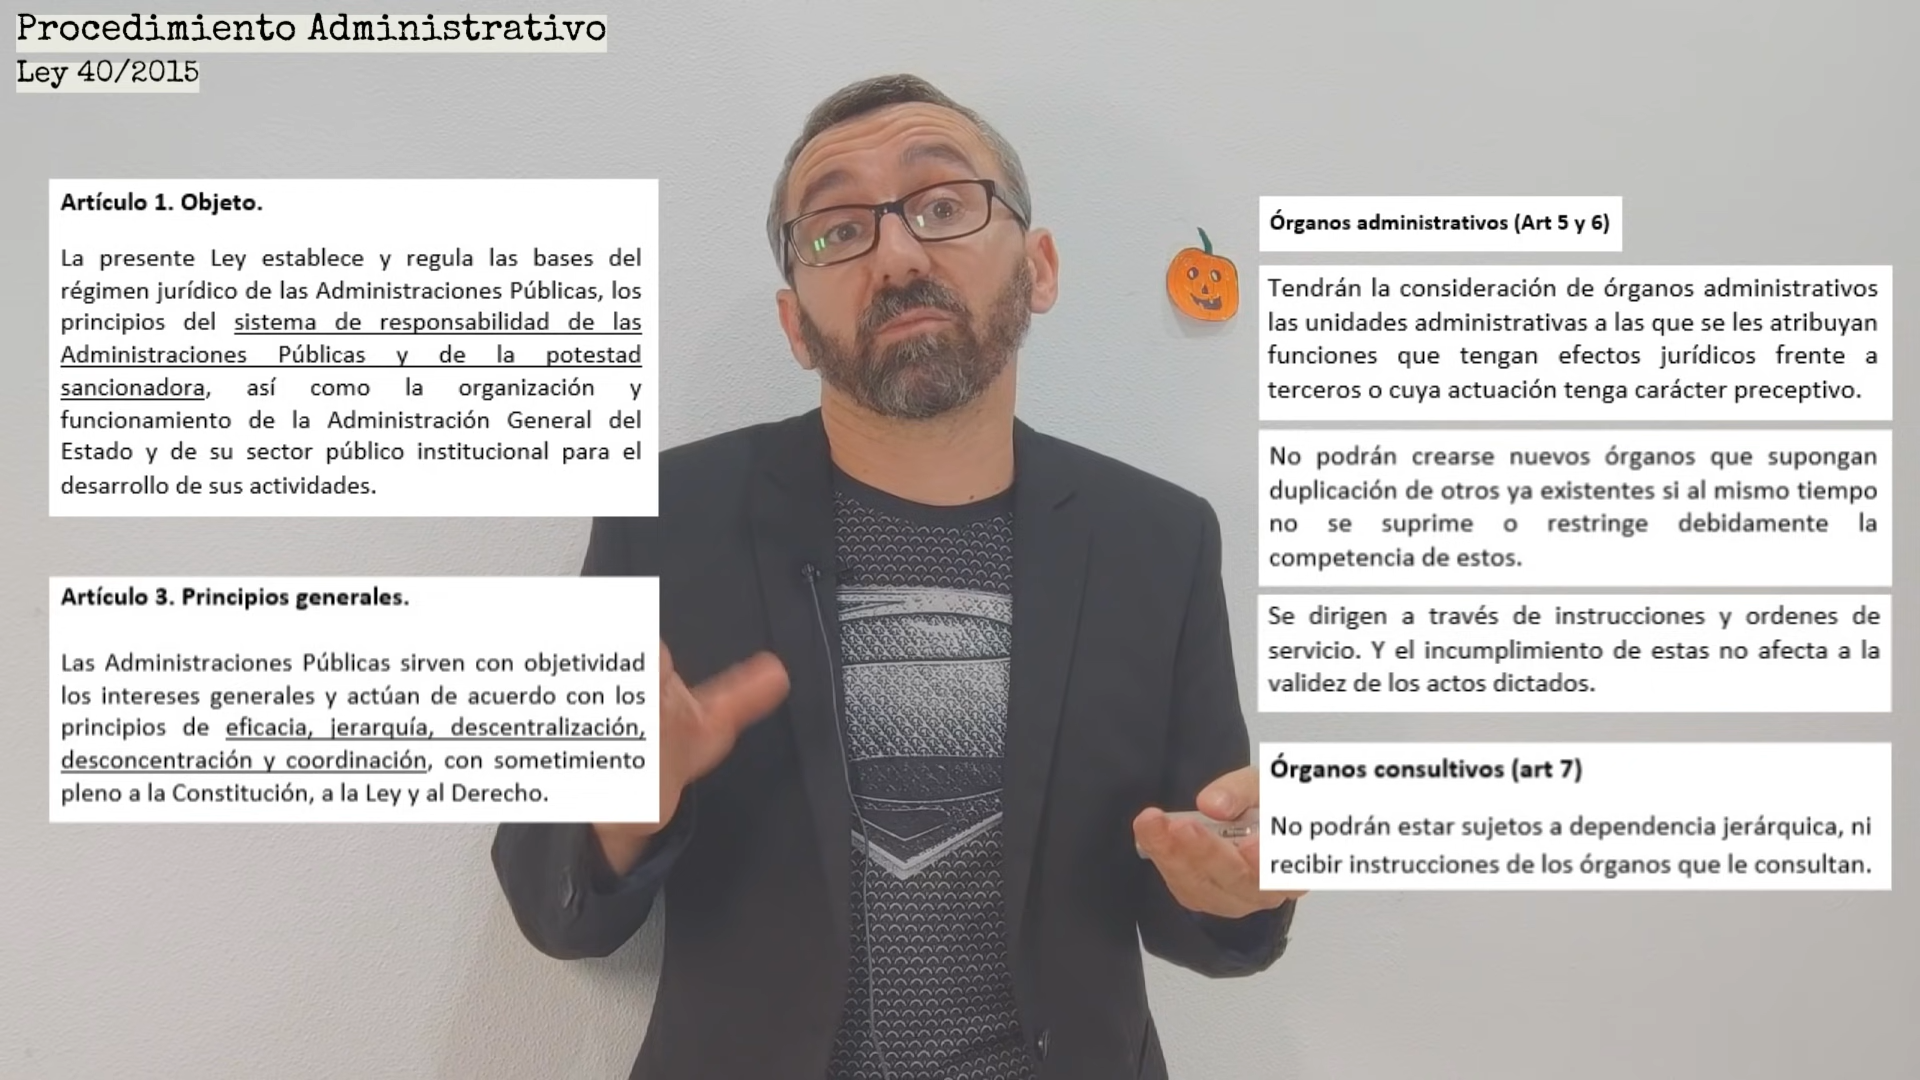 Procedimiento Administrativo
Ley 40/2015
Artículo 1. Objeto.
La presente Ley establece y regula las bases del
régimen jurídico de las Administraciones Públicas, los
principios del sistema de responsabilidad de las
Administraciones Públicas y de la potestad
sancionadora, así como la organización y
funcionamiento de la Administración General del
Estado y de su sector público institucional para el
desarrollo de sus actividades.
Artículo 3. Principios generales.
Las Administraciones Públicas sirven con objetividad
los intereses generales y actúan de acuerdo con los
principios de eficacia, jerarquía, descentralización,
desconcentración y coordinación, con sometimiento
pleno a la Constitución, a la Ley y al Derecho.
Órganos administrativos (Art 5 y 6)
Tendrán la consideración de órganos administrativos
las unidades administrativas a las que se les atribuyan
funciones que tengan efectos jurídicos frente a
terceros o cuya actuación tenga carácter preceptivo.
No podrán crearse nuevos órganos que supongan
duplicación de otros ya existentes si al mismo tiempo
no se suprime o restringe debidamente la
competencia de estos.
Se dirigen a través de instrucciones y ordenes de
servicio. Y el incumplimiento de estas no afecta a la
validez de los actos dictados.
Órganos consultivos (art 7)
No podrán estar sujetos a dependencia jerárquica, ni
recibir instrucciones de los órganos que le consultan.